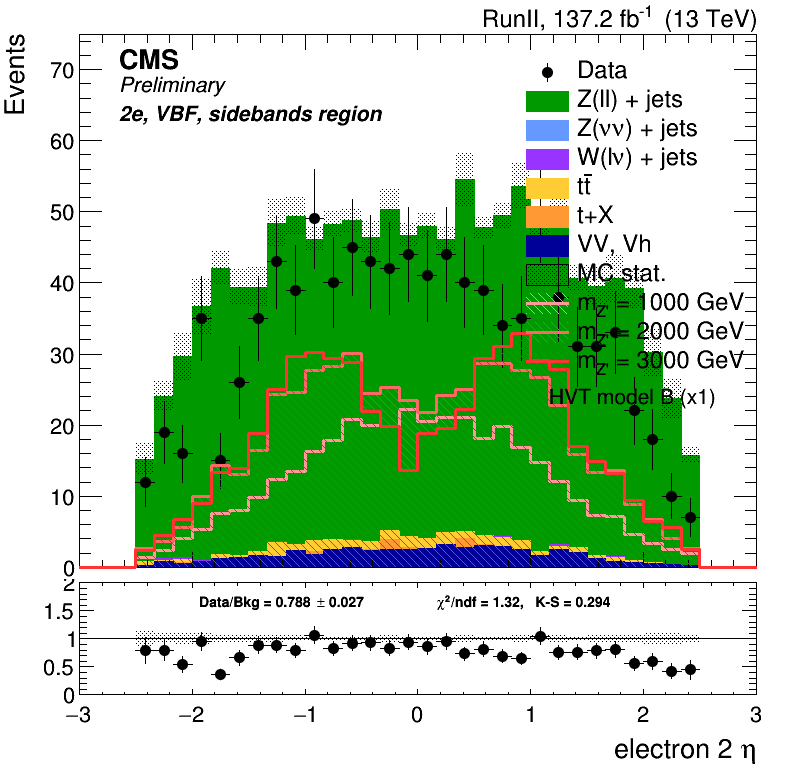 RunII, 137.2 fb⁻¹ (13 TeV)
Events
CMS
Preliminary
2e, VBF, sidebands region
Data
Z(ll) + jets
Z(νν) + jets
W(lν) + jets
tt̄
t+X
VV, Vh
MC stat.
m_Z' = 1000 GeV
m_Z' = 2000 GeV
m_Z' = 3000 GeV
HVT model B (x1)
70
60
50
40
30
20
10
0
2
1.5
1
0.5
0
Data/Bkg = 0.788 ± 0.027 χ²/ndf = 1.32, K-S = 0.294
−3 −2 −1 0 1 2 3
electron 2 η